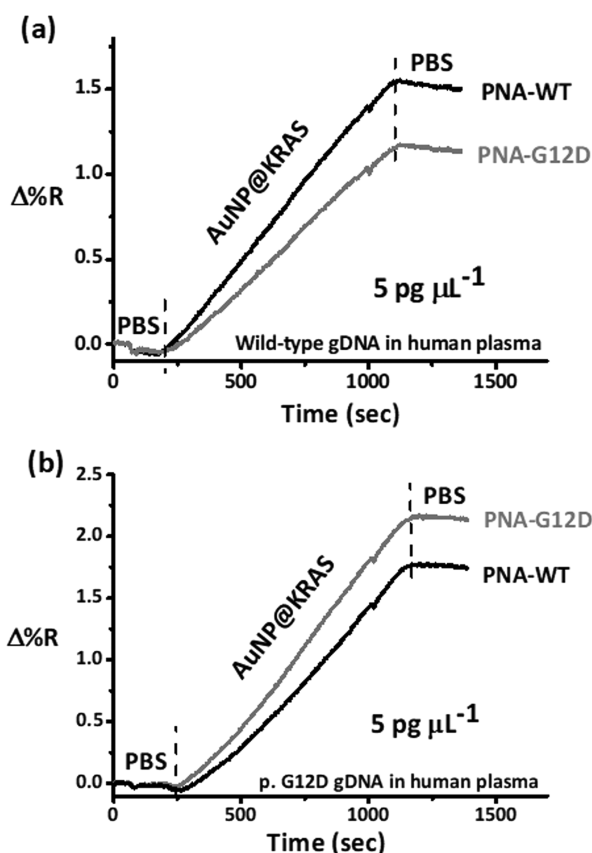 (a)
PBS
1.5
PNA-WT
PNA-G12D
1.0
Δ%R
AuNP@KRAS
0.5
5 pg μL-1
PBS
0.0
Wild-type gDNA in human plasma
0 500 1000 1500
Time (sec)
(b)
2.5
PBS
PNA-G12D
2.0
PNA-WT
1.5
AuNP@KRAS
Δ%R
1.0
5 pg μL-1
0.5
PBS
0.0
p. G12D gDNA in human plasma
0 500 1000 1500
Time (sec)